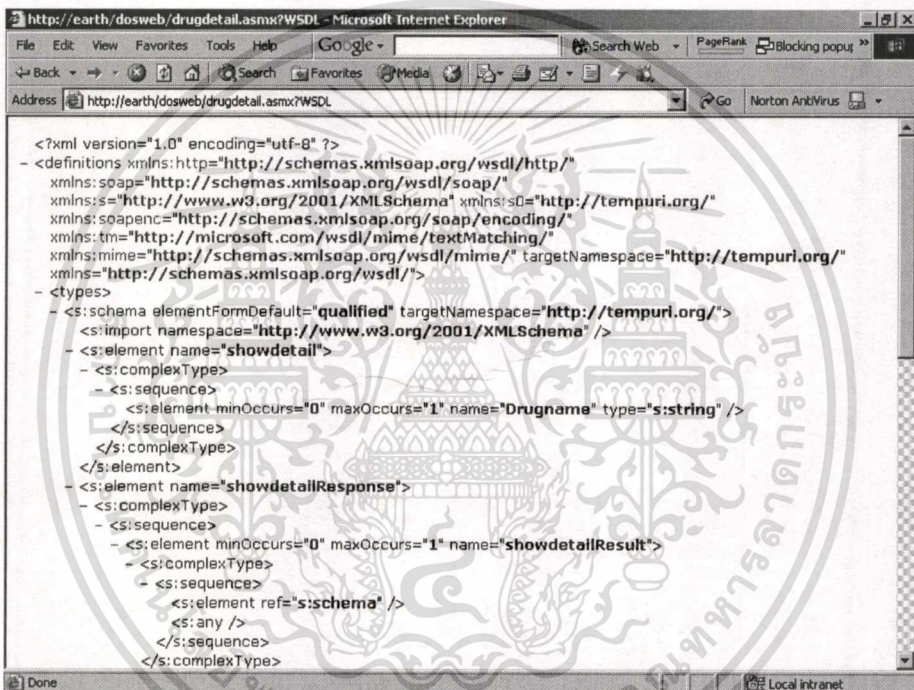 http://earth/dosweb/drugdetail.asmx?WSDL - Microsoft Internet Explorer
File Edit View Favorites Tools Help Google Search Web PageRank Blocking popup »
Back Search Favorites Media
Address http://earth/dosweb/drugdetail.asmx?WSDL Go Norton AntiVirus
<?xml version="1.0" encoding="utf-8" ?>
- <definitions xmlns:http="http://schemas.xmlsoap.org/wsdl/http/"
xmlns:soap="http://schemas.xmlsoap.org/wsdl/soap/"
xmlns:s="http://www.w3.org/2001/XMLSchema" xmlns:s0="http://tempuri.org/"
xmlns:soapenc="http://schemas.xmlsoap.org/soap/encoding/"
xmlns:tm="http://microsoft.com/wsdl/mime/textMatching/"
xmlns:mime="http://schemas.xmlsoap.org/wsdl/mime/" targetNamespace="http://tempuri.org/"
xmlns="http://schemas.xmlsoap.org/wsdl/">
- <types>
- <s:schema elementFormDefault="qualified" targetNamespace="http://tempuri.org/">
<s:import namespace="http://www.w3.org/2001/XMLSchema" />
- <s:element name="showdetail">
- <s:complexType>
- <s:sequence>
<s:element minOccurs="0" maxOccurs="1" name="Drugname" type="s:string" />
</s:sequence>
</s:complexType>
</s:element>
- <s:element name="showdetailResponse">
- <s:complexType>
- <s:sequence>
- <s:element minOccurs="0" maxOccurs="1" name="showdetailResult">
- <s:complexType>
- <s:sequence>
<s:element ref="s:schema" />
<s:any />
</s:sequence>
</s:complexType>
Done Local intranet